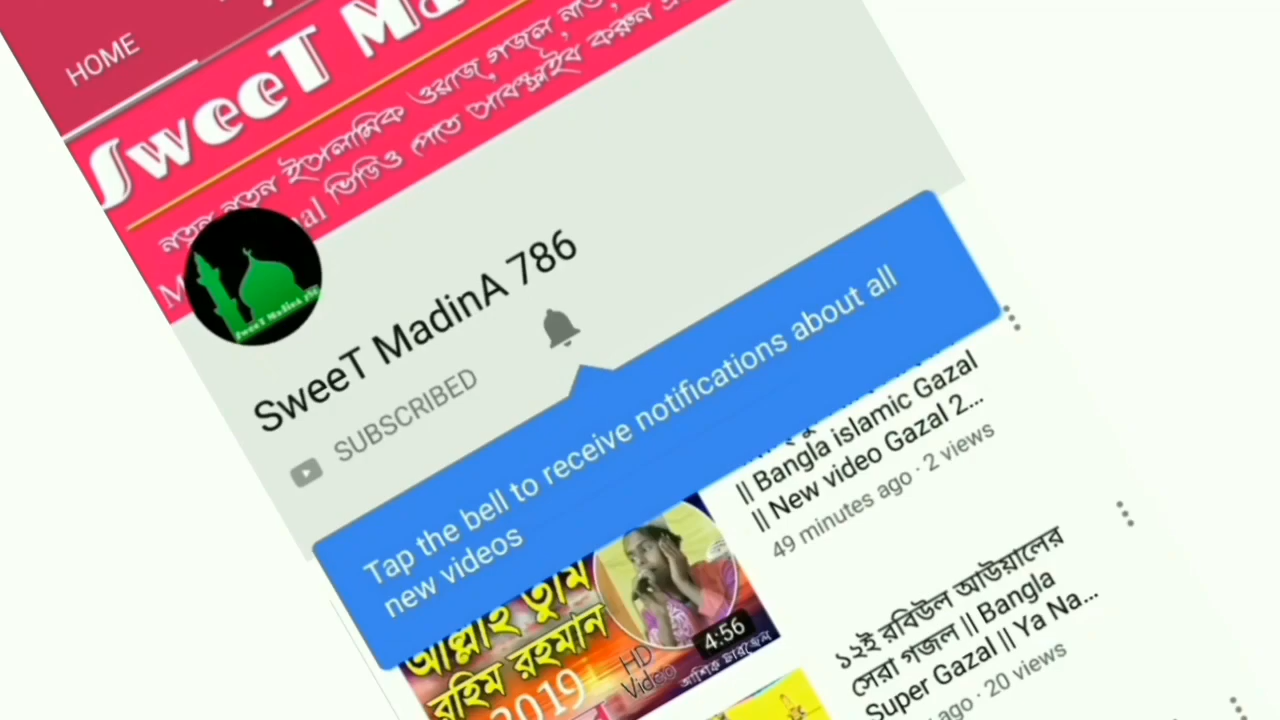 HOME
SweeT Ma
নতুন নতুন ইসলামিক ওয়াজ, গজল, নাত,
ভিডিও পেতে সাবস্ক্রাইব করুন
SweeT MadinA 786
SweeT MadinA 786
SUBSCRIBED
Tap the bell to receive notifications about all
new videos
|| Bangla islamic Gazal
|| New video Gazal 2...
49 minutes ago · 2 views
আল্লাহ তুমি
রহিম রহমান
2019
HD
Video
4:56
১২ই রবিউল আউয়ালের
সেরা গজল || Bangla
Super Gazal || Ya Na...
ago · 20 views